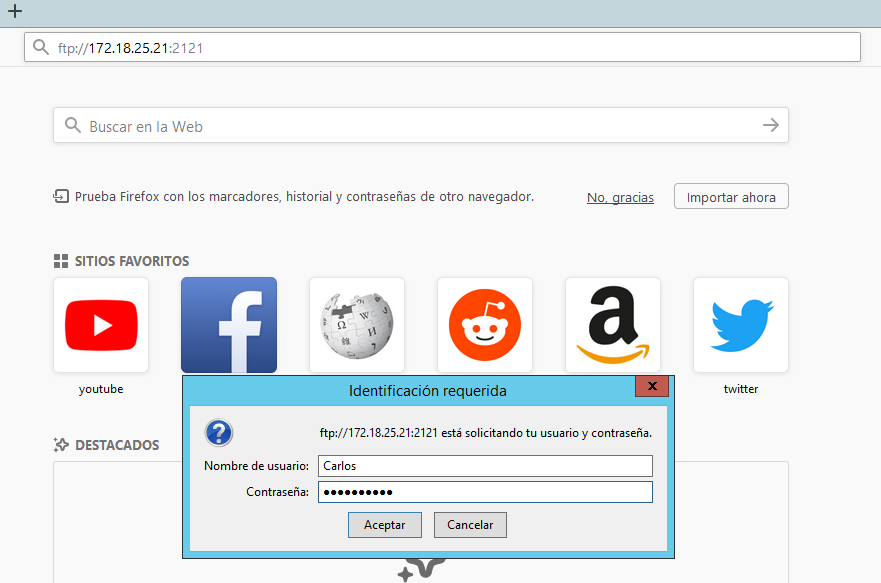 ftp://172.18.25.21:2121
Buscar en la Web
Prueba Firefox con los marcadores, historial y contraseñas de otro navegador.
No, gracias
Importar ahora
SITIOS FAVORITOS
youtube
twitter
Identificación requerida
x
ftp://172.18.25.21:2121 está solicitando tu usuario y contraseña.
Nombre de usuario: Carlos
Contraseña: ●●●●●●●●●●
Aceptar
Cancelar
DESTACADOS